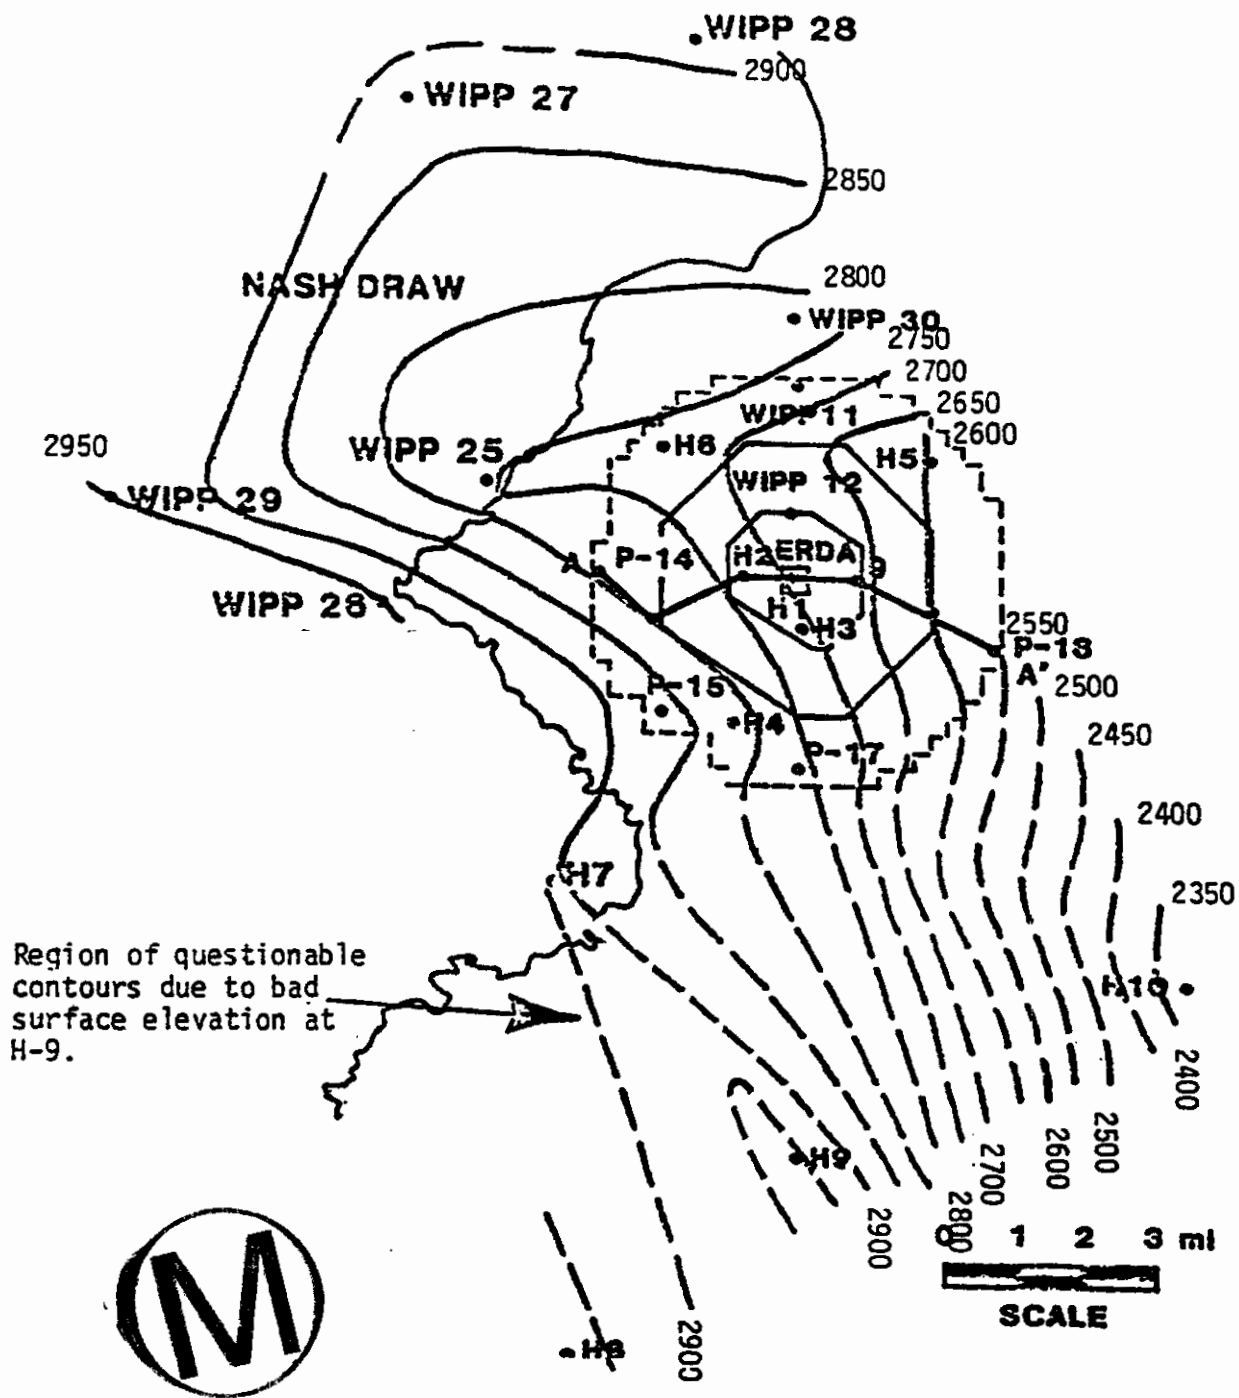 WIPP 28
2900
WIPP 27
2850
NASH DRAW
2800
WIPP 30
2750
2700
WIPP 11
2650
2600
2950
WIPP 25
H6
H5
WIPP 12
WIPP 29
P-14
H2
ERDA
9
A
WIPP 28
H1
H3
2550
P-18
A'
2500
P-15
H4
2450
P-17
2400
H7
2350
Region of questionable
contours due to bad
surface elevation at
H-9.
H10
2400
2500
2600
2700
H9
2800
2900
0 1 2 3 mi
SCALE
M
2900
H8